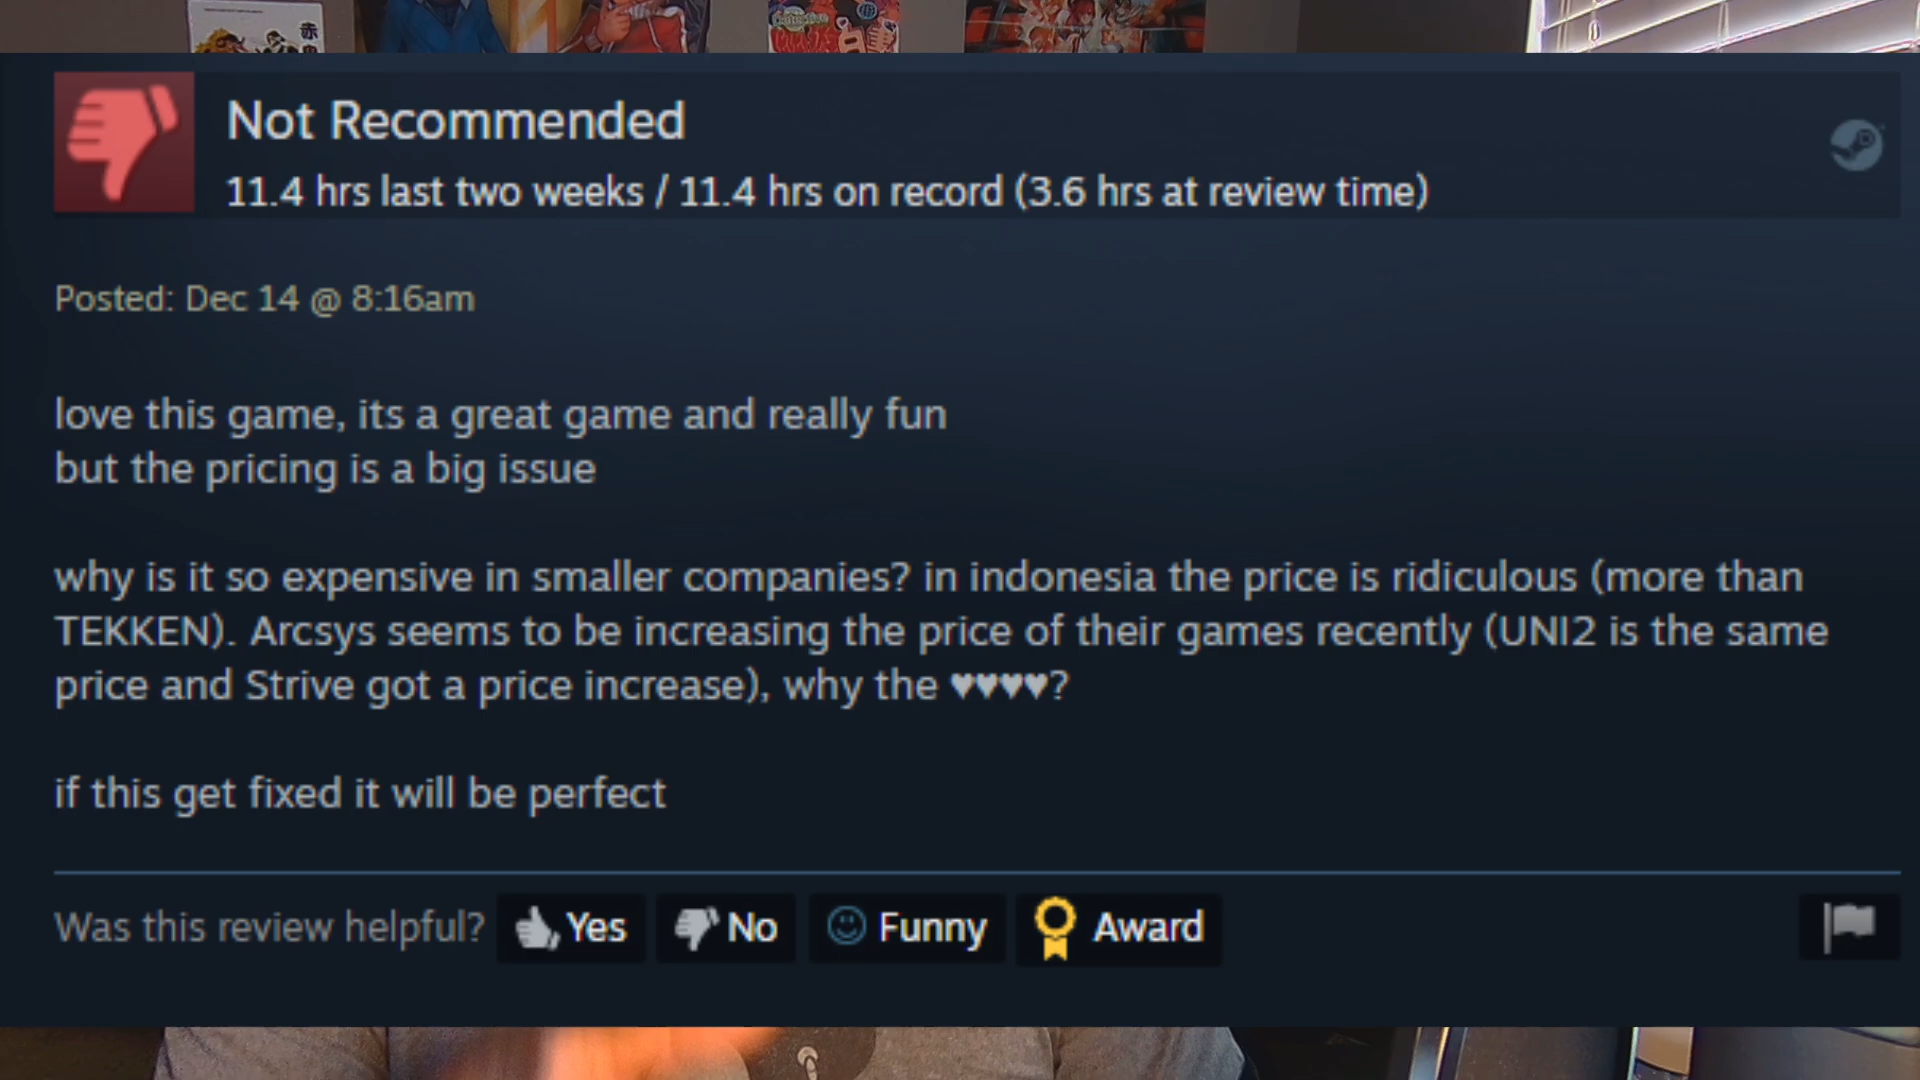 赤
Not Recommended
11.4 hrs last two weeks / 11.4 hrs on record (3.6 hrs at review time)
Posted: Dec 14 @ 8:16am
love this game, its a great game and really fun
but the pricing is a big issue
why is it so expensive in smaller companies? in indonesia the price is ridiculous (more than
TEKKEN). Arcsys seems to be increasing the price of their games recently (UNI2 is the same
price and Strive got a price increase), why the ♥♥♥♥?
if this get fixed it will be perfect
Was this review helpful? Yes No Funny Award